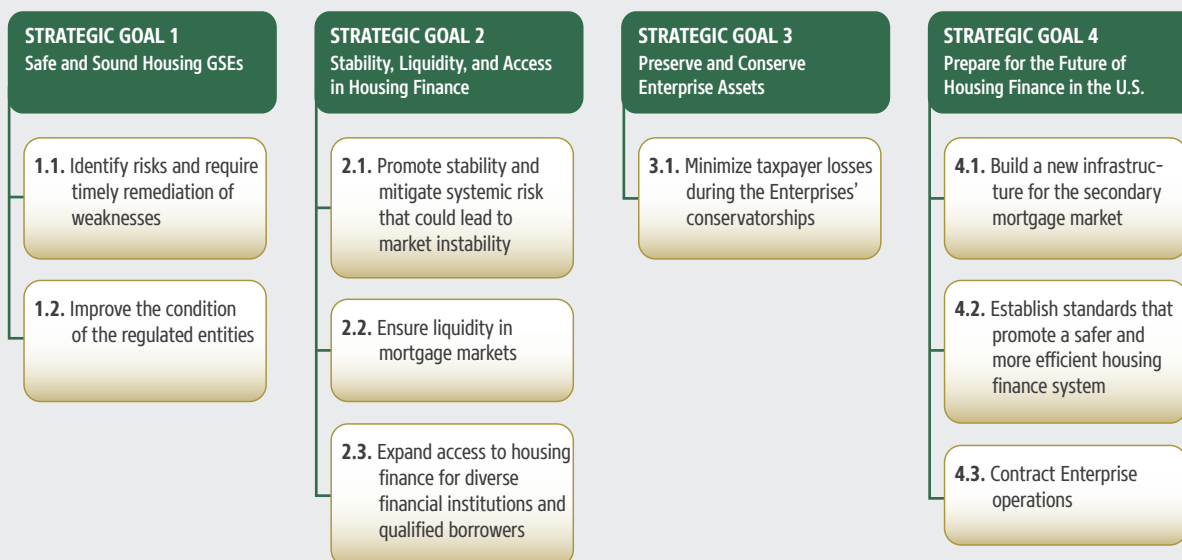 STRATEGIC GOAL 1
Safe and Sound Housing GSEs
1.1. Identify risks and require
timely remediation of
weaknesses
1.2. Improve the condition
of the regulated entities
STRATEGIC GOAL 2
Stability, Liquidity, and Access
in Housing Finance
2.1. Promote stability and
mitigate systemic risk
that could lead to
market instability
2.2. Ensure liquidity in
mortgage markets
2.3. Expand access to housing
finance for diverse
financial institutions and
qualified borrowers
STRATEGIC GOAL 3
Preserve and Conserve
Enterprise Assets
3.1. Minimize taxpayer losses
during the Enterprises’
conservatorships
STRATEGIC GOAL 4
Prepare for the Future of
Housing Finance in the U.S.
4.1. Build a new infrastruc-
ture for the secondary
mortgage market
4.2. Establish standards that
promote a safer and
more efficient housing
finance system
4.3. Contract Enterprise
operations